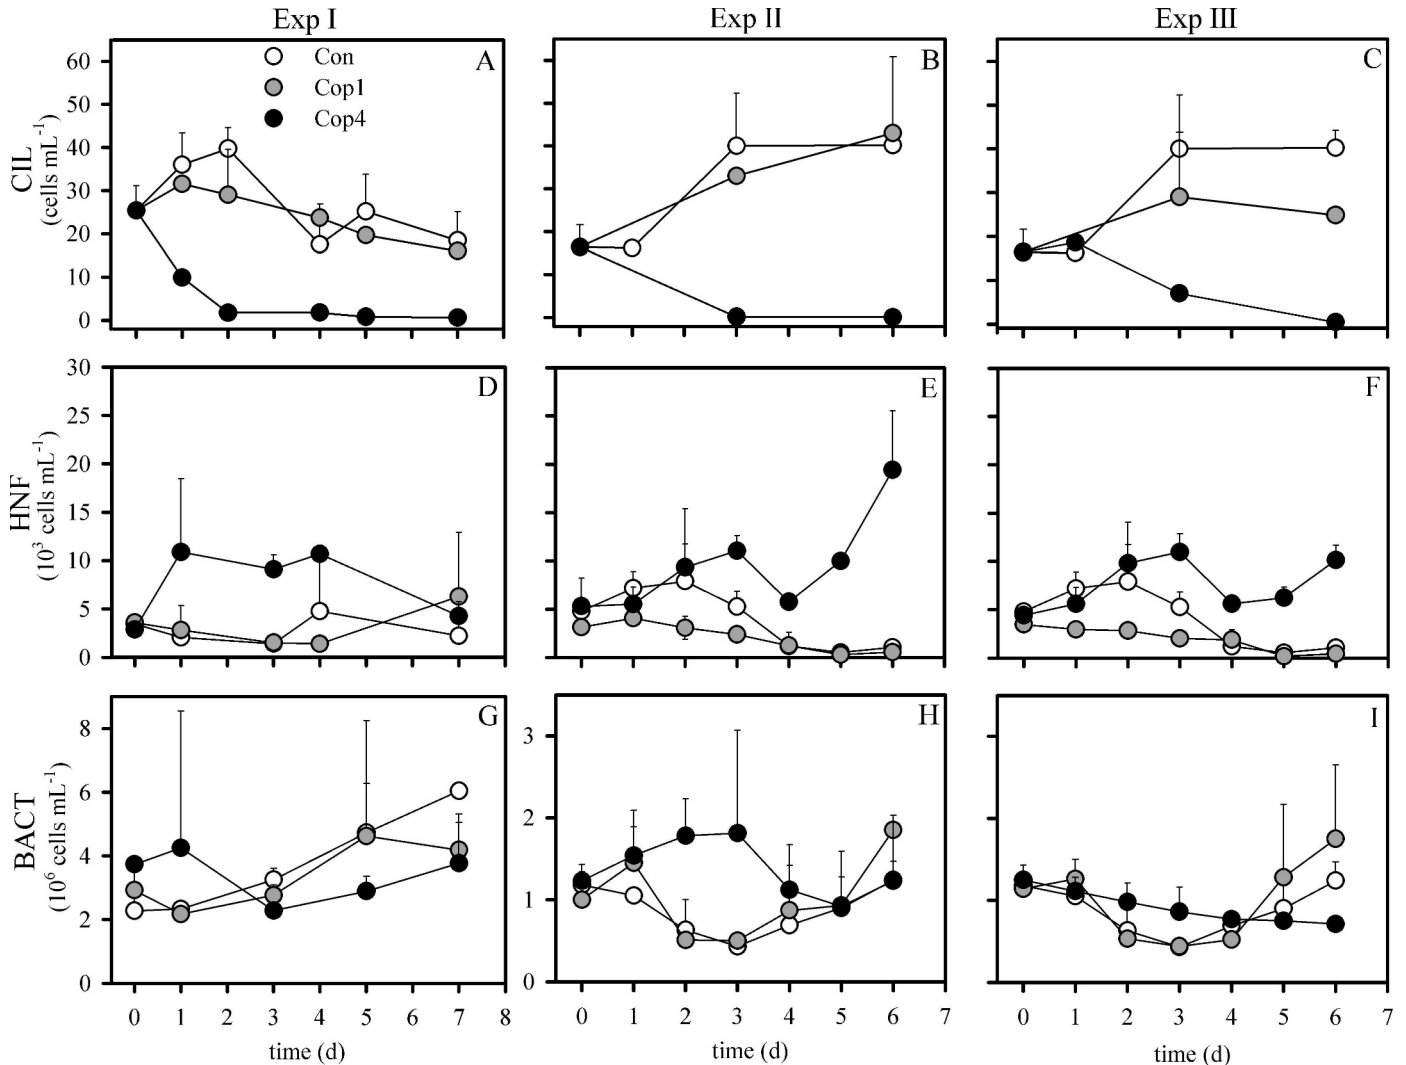 Exp I
Exp II
Exp III
A
B
C
Con
Cop1
Cop4
CIL
(cells mL-1)
60
50
40
30
20
10
0
D
E
F
HNF
(10³ cells mL-1)
30
25
20
15
10
5
0
G
H
I
BACT
(10⁶ cells mL-1)
8
6
4
2
0
3
2
1
0
0 1 2 3 4 5 6 7 8
0 1 2 3 4 5 6 7
0 1 2 3 4 5 6 7
time (d)
time (d)
time (d)